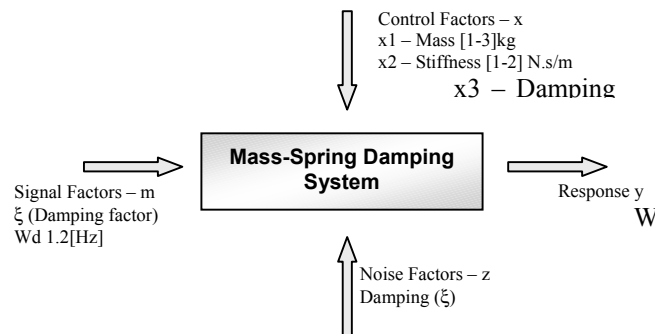 Control Factors – x
x1 – Mass [1-3]kg
x2 – Stiffness [1-2] N.s/m
x3 – Damping
Mass-Spring Damping
System
Signal Factors – m
ξ (Damping factor)
Wd 1.2[Hz]
Response y
W
Noise Factors – z
Damping (ξ)